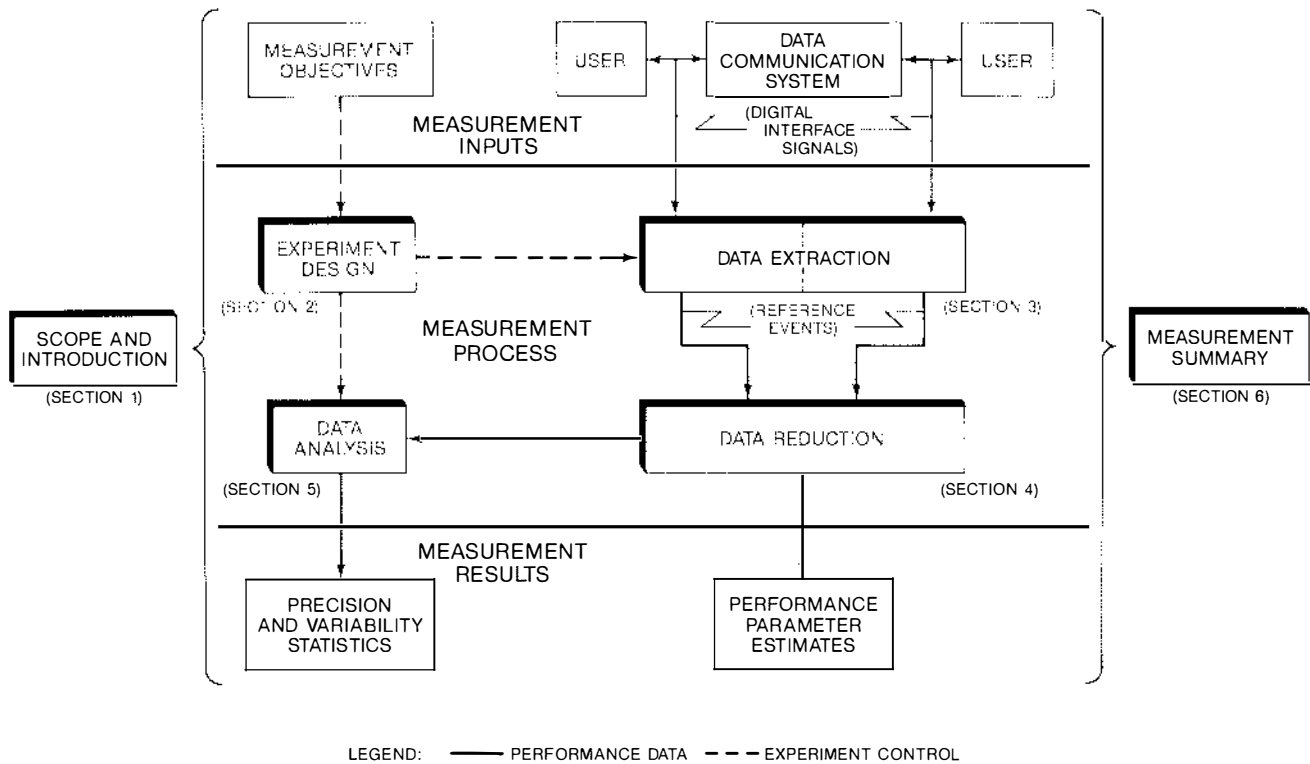 MEASUREMENT
OBJECTIVES
USER
DATA
COMMUNICATION
SYSTEM
USER
(DIGITAL
INTERFACE
SIGNALS)
MEASUREMENT
INPUTS
EXPERIMENT
DESIGN
(SECTION 2)
DATA EXTRACTION
(SECTION 3)
(REFERENCE
EVENTS)
MEASUREMENT
PROCESS
SCOPE AND
INTRODUCTION
(SECTION 1)
MEASUREMENT
SUMMARY
(SECTION 6)
DATA
ANALYSIS
(SECTION 5)
DATA REDUCTION
(SECTION 4)
MEASUREMENT
RESULTS
PRECISION
AND VARIABILITY
STATISTICS
PERFORMANCE
PARAMETER
ESTIMATES
LEGEND: PERFORMANCE DATA EXPERIMENT CONTROL